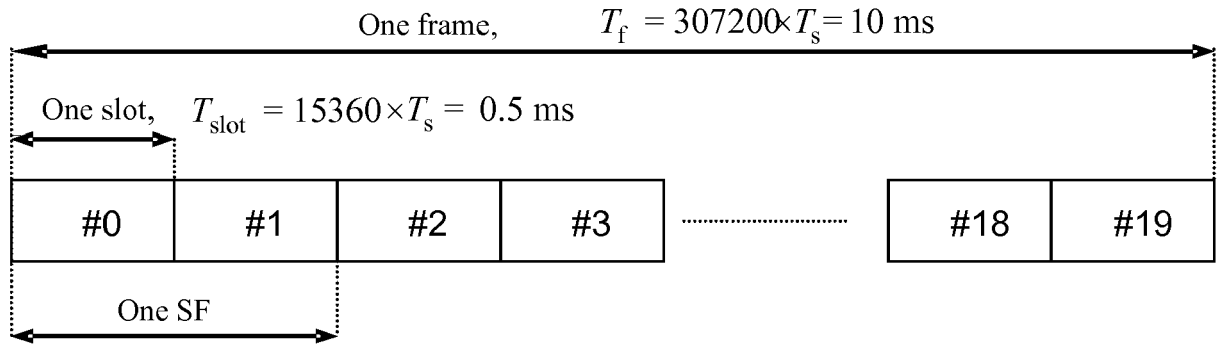 One frame, T_f = 307200×T_s = 10 ms
One slot, T_slot = 15360×T_s = 0.5 ms
#0 #1 #2 #3 #18 #19
One SF